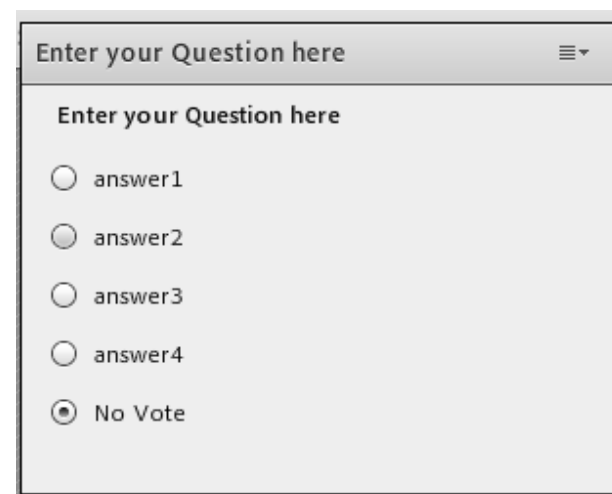 Enter your Question here
Enter your Question here
answer1
answer2
answer3
answer4
No Vote